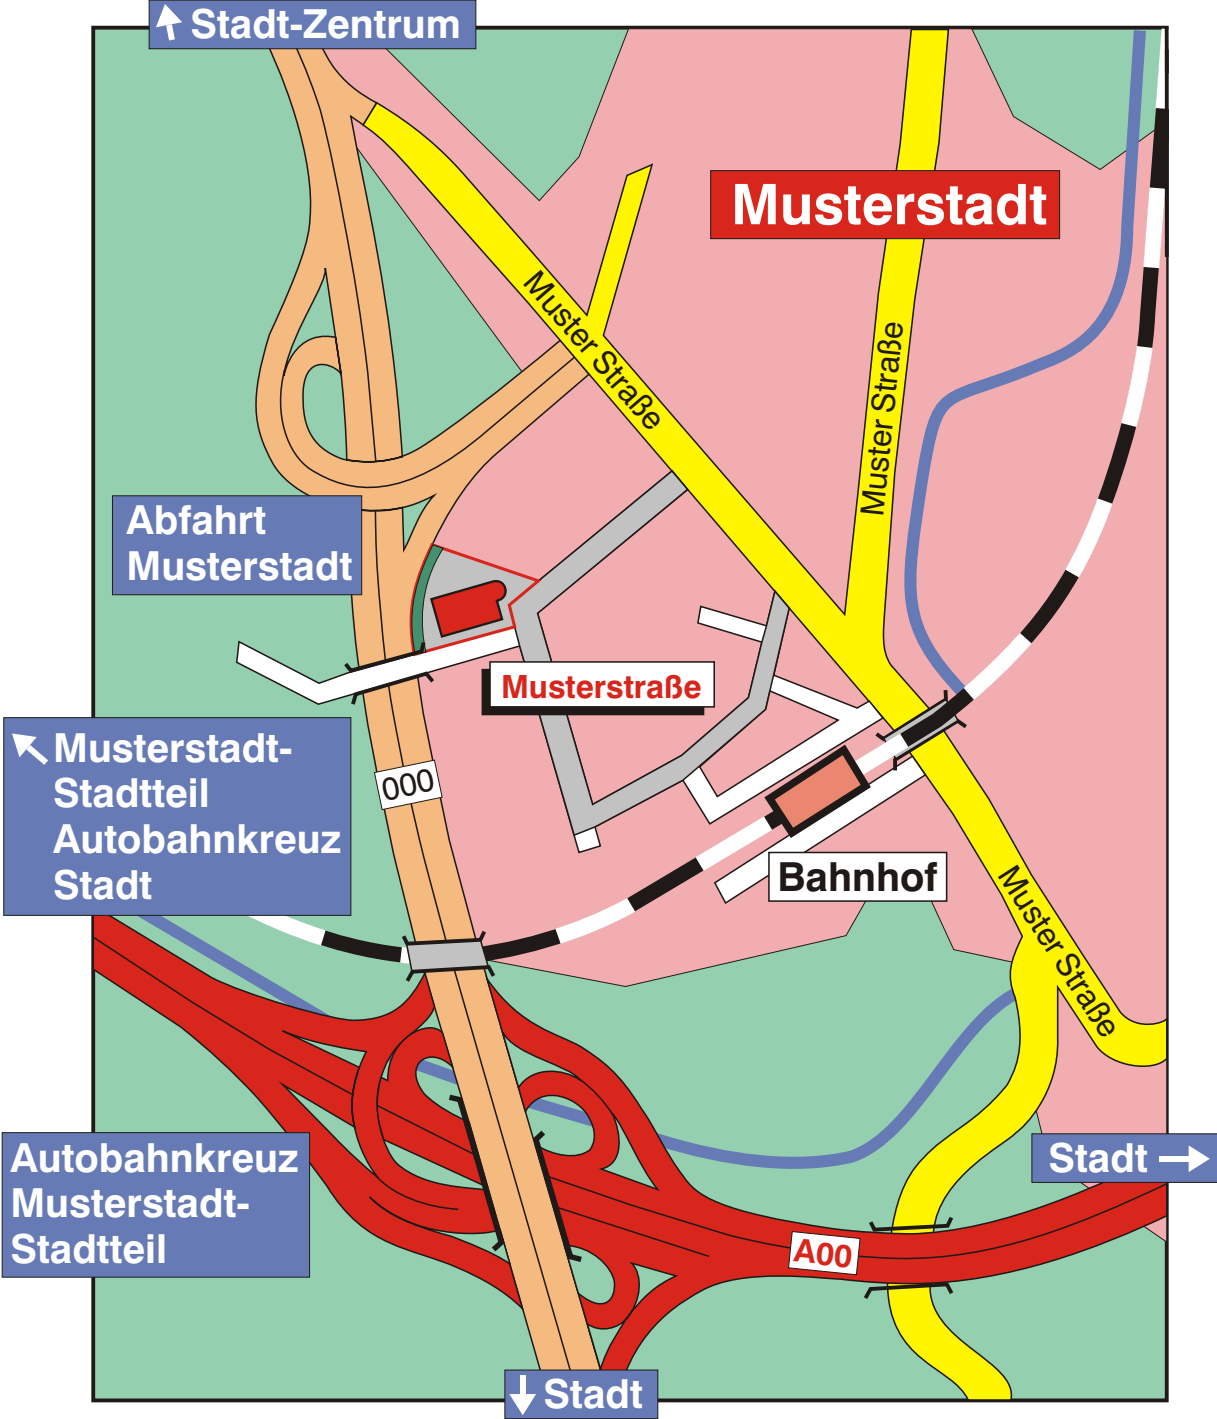 Stadt-Zentrum
Musterstadt
Muster Straße
Muster Straße
Abfahrt
Musterstadt
Musterstraße
Musterstadt-
Stadtteil
Autobahnkreuz
Stadt
000
Bahnhof
Muster Straße
Autobahnkreuz
Musterstadt-
Stadtteil
Stadt
A00
Stadt